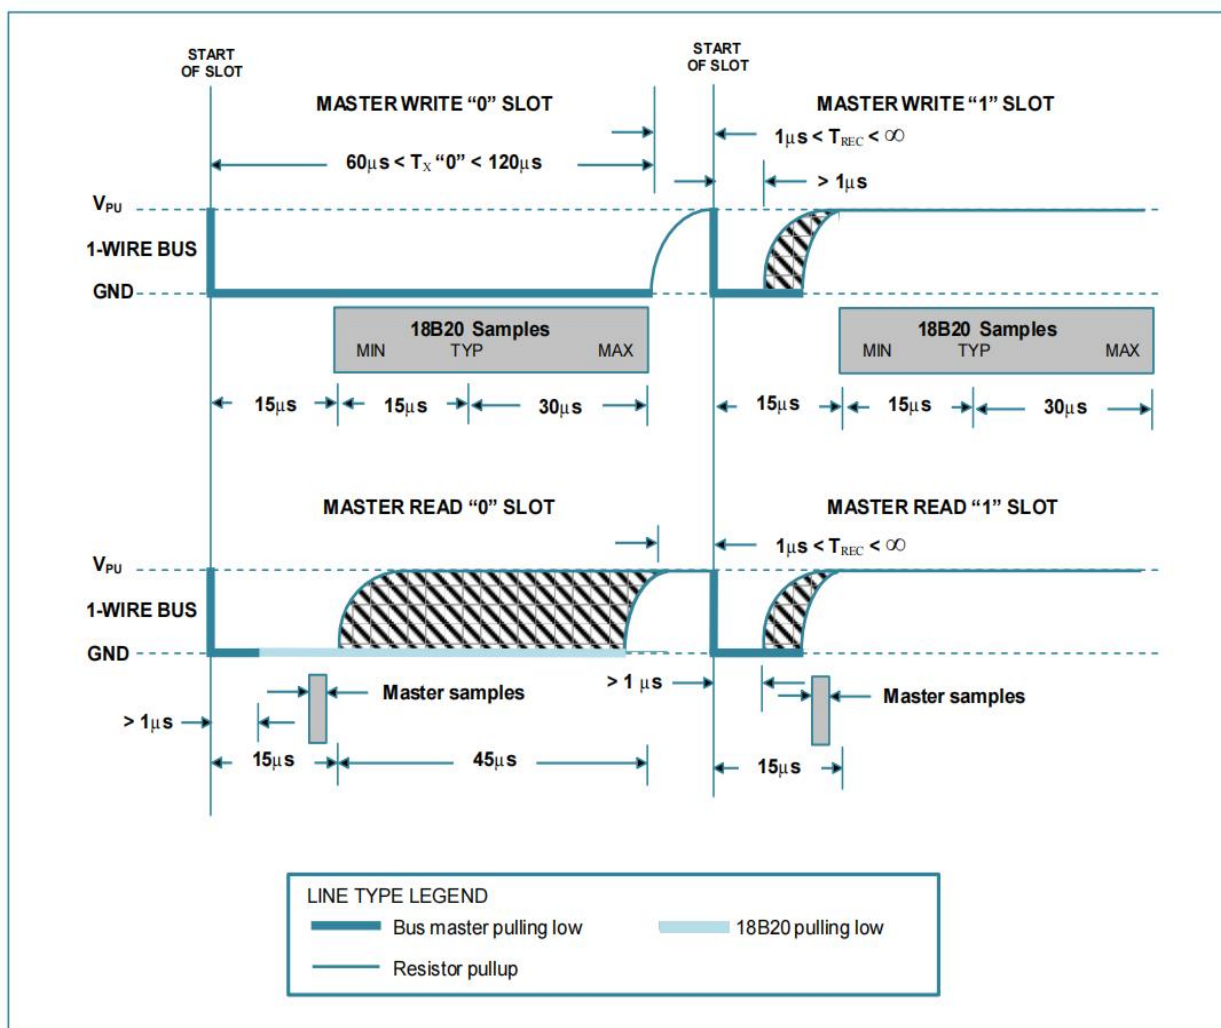 START
OF SLOT
START
OF SLOT
MASTER WRITE “0” SLOT
MASTER WRITE “1” SLOT
1µs < TREC < ∞
60µs < TX “0” < 120µs
> 1µs
VPU
1-WIRE BUS
GND
18B20 Samples
MIN TYP MAX
18B20 Samples
MIN TYP MAX
15µs 15µs 30µs
15µs 15µs 30µs
MASTER READ “0” SLOT
MASTER READ “1” SLOT
1µs < TREC < ∞
VPU
1-WIRE BUS
GND
> 1 µs
Master samples
Master samples
> 1µs
15µs 45µs
15µs
LINE TYPE LEGEND
Bus master pulling low
18B20 pulling low
Resistor pullup